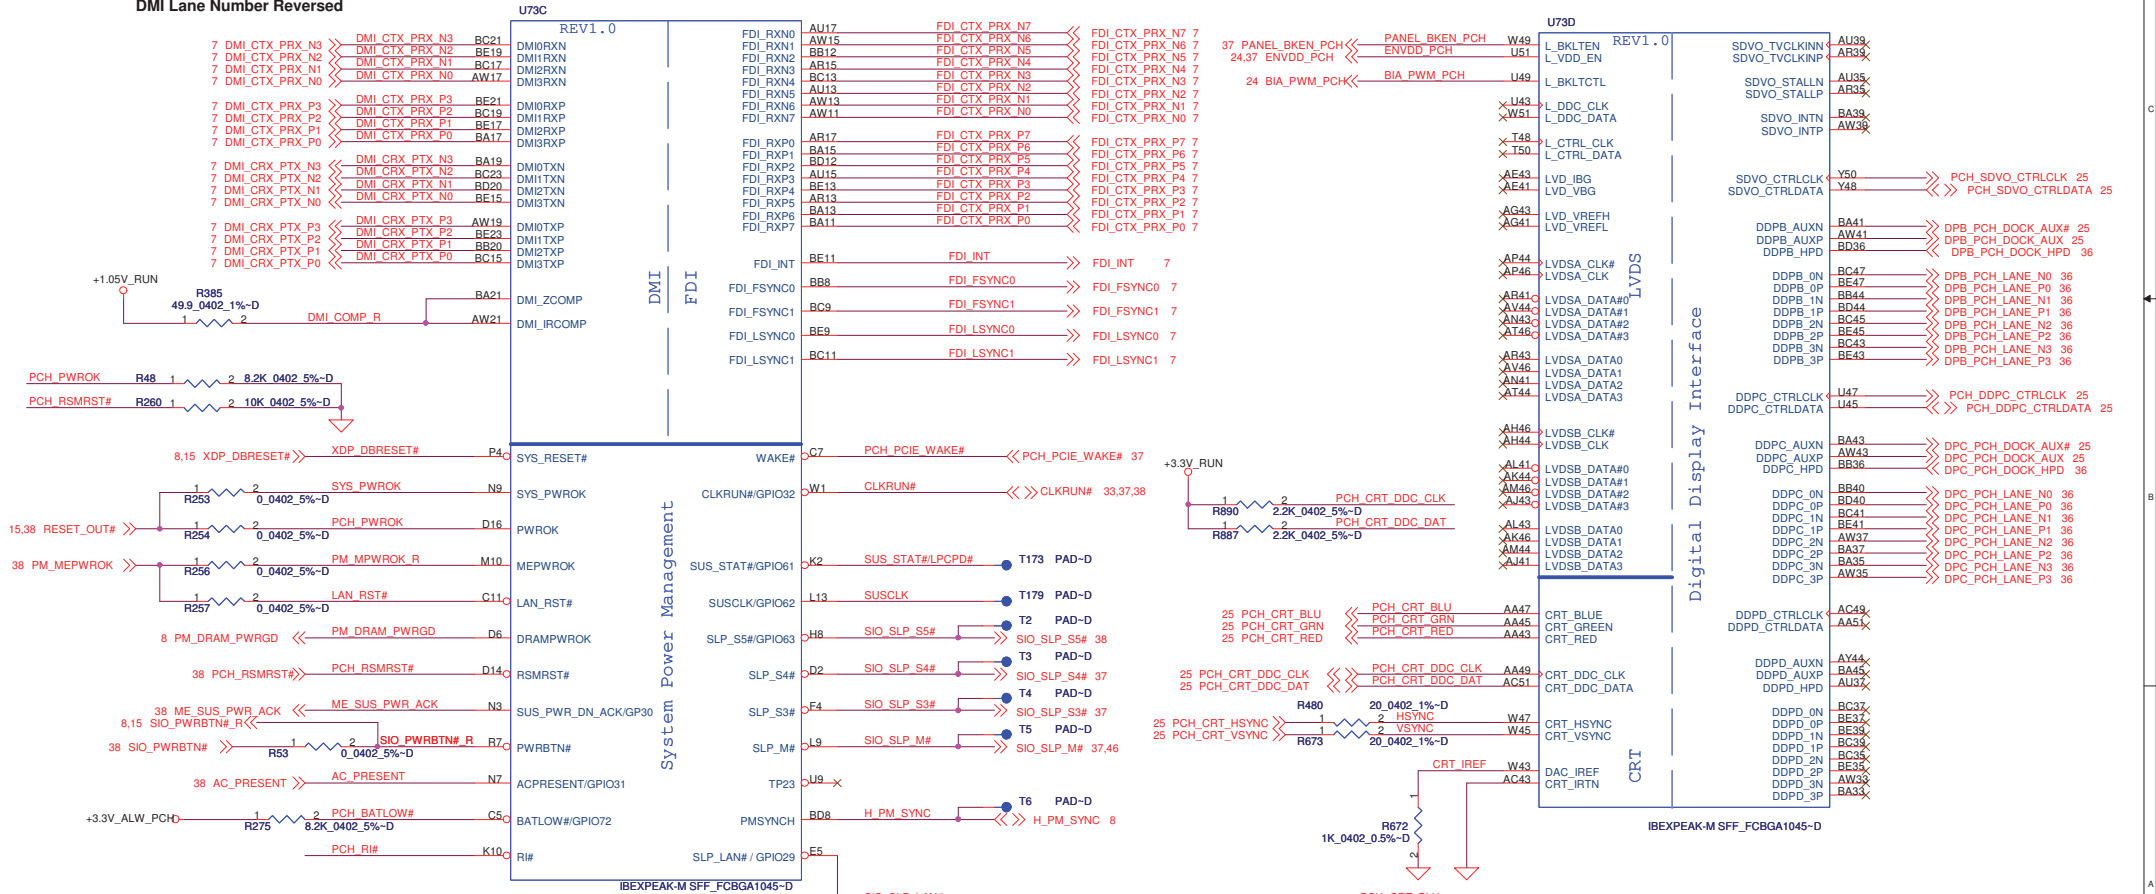 DMI Lane Number Reversed
U73C
REV1.0
7 DMI_CTX_PRX_N3 DMI_CTX_PRX_N3 BC21 DMI0RXN
7 DMI_CTX_PRX_N2 DMI_CTX_PRX_N2 BE19 DMI1RXN
7 DMI_CTX_PRX_N1 DMI_CTX_PRX_N1 BC17 DMI2RXN
7 DMI_CTX_PRX_N0 DMI_CTX_PRX_N0 AW17 DMI3RXN
7 DMI_CTX_PRX_P3 DMI_CTX_PRX_P3 BE21 DMI0RXP
7 DMI_CTX_PRX_P2 DMI_CTX_PRX_P2 BC19 DMI1RXP
7 DMI_CTX_PRX_P1 DMI_CTX_PRX_P1 BE17 DMI2RXP
7 DMI_CTX_PRX_P0 DMI_CTX_PRX_P0 BA17 DMI3RXP
7 DMI_CRX_PTX_N3 DMI_CRX_PTX_N3 BA19 DMI0TXN
7 DMI_CRX_PTX_N2 DMI_CRX_PTX_N2 BC23 DMI1TXN
7 DMI_CRX_PTX_N1 DMI_CRX_PTX_N1 BD20 DMI2TXN
7 DMI_CRX_PTX_N0 DMI_CRX_PTX_N0 BE15 DMI3TXN
7 DMI_CRX_PTX_P3 DMI_CRX_PTX_P3 AW19 DMI0TXP
7 DMI_CRX_PTX_P2 DMI_CRX_PTX_P2 BE23 DMI1TXP
7 DMI_CRX_PTX_P1 DMI_CRX_PTX_P1 BB20 DMI2TXP
7 DMI_CRX_PTX_P0 DMI_CRX_PTX_P0 BC15 DMI3TXP
+1.05V_RUN
R385
49.9_0402_1%~D
BA21 DMI_ZCOMP
1 2 DMI_COMP_R AW21 DMI_IRCOMP
DMI
FDI
FDI_RXN0 AU17 FDI_CTX_PRX_N7 FDI_CTX_PRX_N7 7
FDI_RXN1 AW15 FDI_CTX_PRX_N6 FDI_CTX_PRX_N6 7
FDI_RXN2 BB12 FDI_CTX_PRX_N5 FDI_CTX_PRX_N5 7
FDI_RXN3 AR15 FDI_CTX_PRX_N4 FDI_CTX_PRX_N4 7
FDI_RXN4 BC13 FDI_CTX_PRX_N3 FDI_CTX_PRX_N3 7
FDI_RXN5 AU13 FDI_CTX_PRX_N2 FDI_CTX_PRX_N2 7
FDI_RXN6 AW13 FDI_CTX_PRX_N1 FDI_CTX_PRX_N1 7
FDI_RXN7 AW11 FDI_CTX_PRX_N0 FDI_CTX_PRX_N0 7
FDI_RXP0 AR17 FDI_CTX_PRX_P7 FDI_CTX_PRX_P7 7
FDI_RXP1 BA15 FDI_CTX_PRX_P6 FDI_CTX_PRX_P6 7
FDI_RXP2 BD12 FDI_CTX_PRX_P5 FDI_CTX_PRX_P5 7
FDI_RXP3 AU15 FDI_CTX_PRX_P4 FDI_CTX_PRX_P4 7
FDI_RXP4 BE13 FDI_CTX_PRX_P3 FDI_CTX_PRX_P3 7
FDI_RXP5 AR13 FDI_CTX_PRX_P2 FDI_CTX_PRX_P2 7
FDI_RXP6 BA13 FDI_CTX_PRX_P1 FDI_CTX_PRX_P1 7
FDI_RXP7 BA11 FDI_CTX_PRX_P0 FDI_CTX_PRX_P0 7
FDI_INT BE11 FDI_INT FDI_INT 7
FDI_FSYNC0 BB8 FDI_FSYNC0 FDI_FSYNC0 7
FDI_FSYNC1 BC9 FDI_FSYNC1 FDI_FSYNC1 7
FDI_LSYNC0 BE9 FDI_LSYNC0 FDI_LSYNC0 7
FDI_LSYNC1 BC11 FDI_LSYNC1 FDI_LSYNC1 7
PCH_PWROK R48 1 2 8.2K_0402_5%~D
PCH_RSMRST# R260 1 2 10K_0402_5%~D
8,15 XDP_DBRESET# XDP_DBRESET# P4 SYS_RESET#
1 2 SYS_PWROK N9 SYS_PWROK
R253 0_0402_5%~D
15,38 RESET_OUT# 1 2 PCH_PWROK D16 PWROK
R254 0_0402_5%~D
38 PM_MEPWROK 1 2 PM_MPWROK_R M10 MEPWROK
R256 0_0402_5%~D
1 2 LAN_RST# C11 LAN_RST#
R257 0_0402_5%~D
8 PM_DRAM_PWRGD PM_DRAM_PWRGD D6 DRAMPWROK
38 PCH_RSMRST# PCH_RSMRST# D14 RSMRST#
38 ME_SUS_PWR_ACK ME_SUS_PWR_ACK N3 SUS_PWR_DN_ACK/GP30
8,15 SIO_PWRBTN#_R
38 SIO_PWRBTN# 1 2 SIO_PWRBTN#_R R7 PWRBTN#
R53 0_0402_5%~D
38 AC_PRESENT AC_PRESENT N7 ACPRESENT/GPIO31
+3.3V_ALW_PCH 1 2 PCH_BATLOW# C5 BATLOW#/GPIO72
R275 8.2K_0402_5%~D
PCH_RI# K10 RI#
System Power Management
WAKE# C7 PCH_PCIE_WAKE# PCH_PCIE_WAKE# 37
CLKRUN#/GPIO32 W1 CLKRUN# CLKRUN# 33,37,38
SUS_STAT#/GPIO61 K2 SUS_STAT#/LPCPD# T173 PAD~D
SUSCLK/GPIO62 L13 SUSCLK T179 PAD~D
T2 PAD~D
SLP_S5#/GPIO63 H8 SIO_SLP_S5# SIO_SLP_S5# 38
T3 PAD~D
SLP_S4# D2 SIO_SLP_S4# SIO_SLP_S4# 37
T4 PAD~D
SLP_S3# F4 SIO_SLP_S3# SIO_SLP_S3# 37
T5 PAD~D
SLP_M# L9 SIO_SLP_M# SIO_SLP_M# 37,46
TP23 U9
T6 PAD~D
PMSYNCH BD8 H_PM_SYNC H_PM_SYNC 8
SLP_LAN# / GPIO29 E5
IBEXPEAK-M SFF_FCBGA1045~D
U73D
REV1.0
37 PANEL_BKEN_PCH PANEL_BKEN_PCH W49 L_BKLTEN
24,37 ENVDD_PCH ENVDD_PCH U51 L_VDD_EN
24 BIA_PWM_PCH BIA_PWM_PCH U49 L_BKLTCTL
U43 L_DDC_CLK
W51 L_DDC_DATA
T48 L_CTRL_CLK
T50 L_CTRL_DATA
AE43 LVD_IBG
AE41 LVD_VBG
AG43 LVD_VREFH
AG41 LVD_VREFL
AP44 LVDSA_CLK#
AP46 LVDSA_CLK
AR41 LVDSA_DATA#0
AV44 LVDSA_DATA#1
AN43 LVDSA_DATA#2
AT46 LVDSA_DATA#3
AR43 LVDSA_DATA0
AV46 LVDSA_DATA1
AN41 LVDSA_DATA2
AT44 LVDSA_DATA3
AH46 LVDSB_CLK#
AH44 LVDSB_CLK
AL41 LVDSB_DATA#0
AK44 LVDSB_DATA#1
AM46 LVDSB_DATA#2
AJ43 LVDSB_DATA#3
AL43 LVDSB_DATA0
AK46 LVDSB_DATA1
AM44 LVDSB_DATA2
AJ41 LVDSB_DATA3
LVDS
Digital Display Interface
CRT
+3.3V_RUN
1 2 PCH_CRT_DDC_CLK
R890 2.2K_0402_5%~D
1 2 PCH_CRT_DDC_DAT
R887 2.2K_0402_5%~D
25 PCH_CRT_BLU PCH_CRT_BLU AA47 CRT_BLUE
25 PCH_CRT_GRN PCH_CRT_GRN AA45 CRT_GREEN
25 PCH_CRT_RED PCH_CRT_RED AA43 CRT_RED
25 PCH_CRT_DDC_CLK PCH_CRT_DDC_CLK AA49 CRT_DDC_CLK
25 PCH_CRT_DDC_DAT PCH_CRT_DDC_DAT AC51 CRT_DDC_DATA
R480 20_0402_1%~D
25 PCH_CRT_HSYNC 1 2 HSYNC W47 CRT_HSYNC
25 PCH_CRT_VSYNC 1 2 VSYNC W45 CRT_VSYNC
R673 20_0402_1%~D
CRT_IREF W43 DAC_IREF
AC43 CRT_IRTN
1
R672
1K_0402_0.5%~D
2
SDVO_TVCLKINN AU39
SDVO_TVCLKINP AR39
SDVO_STALLN AU35
SDVO_STALLP AR35
SDVO_INTN BA39
SDVO_INTP AW39
SDVO_CTRLCLK Y50 PCH_SDVO_CTRLCLK 25
SDVO_CTRLDATA Y48 PCH_SDVO_CTRLDATA 25
DDPB_AUXN BA41 DPB_PCH_DOCK_AUX# 25
DDPB_AUXP AW41 DPB_PCH_DOCK_AUX 25
DDPB_HPD BD36 DPB_PCH_DOCK_HPD 36
DDPB_0N BC47 DPB_PCH_LANE_N0 36
DDPB_0P BE47 DPB_PCH_LANE_P0 36
DDPB_1N BB44 DPB_PCH_LANE_N1 36
DDPB_1P BD44 DPB_PCH_LANE_P1 36
DDPB_2N BC45 DPB_PCH_LANE_N2 36
DDPB_2P BE45 DPB_PCH_LANE_P2 36
DDPB_3N BC43 DPB_PCH_LANE_N3 36
DDPB_3P BE43 DPB_PCH_LANE_P3 36
DDPC_CTRLCLK U47 PCH_DDPC_CTRLCLK 25
DDPC_CTRLDATA U45 PCH_DDPC_CTRLDATA 25
DDPC_AUXN BA43 DPC_PCH_DOCK_AUX# 25
DDPC_AUXP AW43 DPC_PCH_DOCK_AUX 25
DDPC_HPD BB36 DPC_PCH_DOCK_HPD 36
DDPC_0N BB40 DPC_PCH_LANE_N0 36
DDPC_0P BD40 DPC_PCH_LANE_P0 36
DDPC_1N BC41 DPC_PCH_LANE_N1 36
DDPC_1P BE41 DPC_PCH_LANE_P1 36
DDPC_2N AW37 DPC_PCH_LANE_N2 36
DDPC_2P BA37 DPC_PCH_LANE_P2 36
DDPC_3N BA35 DPC_PCH_LANE_N3 36
DDPC_3P AW35 DPC_PCH_LANE_P3 36
DDPD_CTRLCLK AC49
DDPD_CTRLDATA AA51
DDPD_AUXN AY44
DDPD_AUXP BA45
DDPD_HPD AU37
DDPD_0N BC37
DDPD_0P BE37
DDPD_1N BE39
DDPD_1P BC39
DDPD_2N BC35
DDPD_2P BE35
DDPD_3N AW33
DDPD_3P BA33
IBEXPEAK-M SFF_FCBGA1045~D
C
B
A